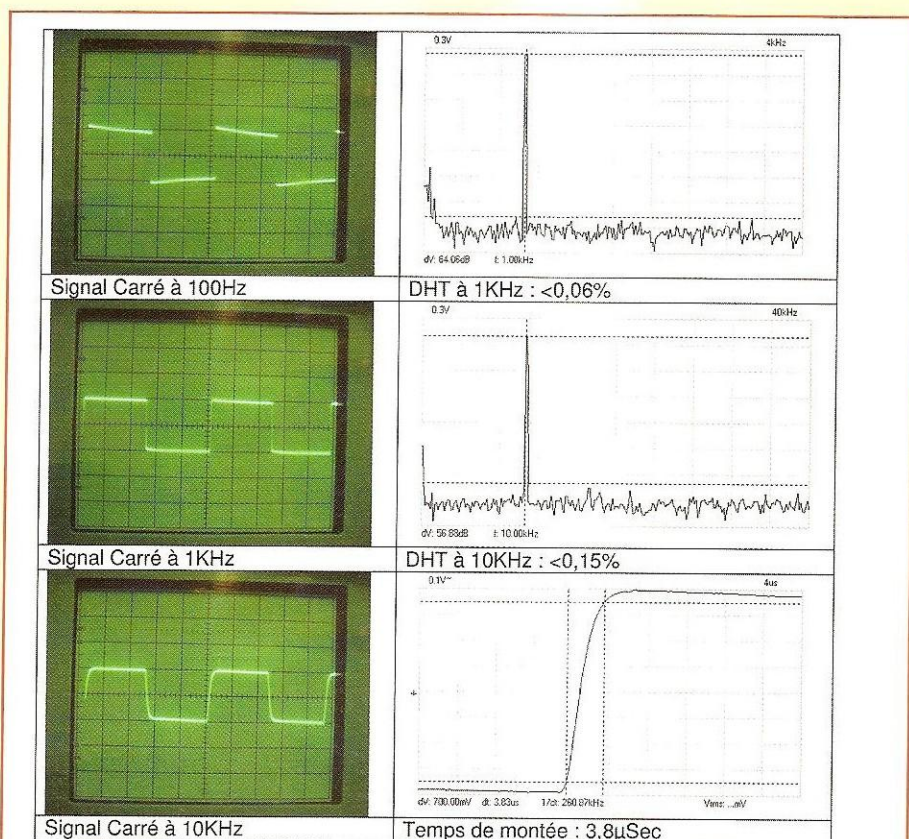 0.3V 4kHz
dV: 64.06dB f: 1.00kHz
Signal Carré à 100Hz DHT à 1KHz : <0,06%
0.3V 40kHz
dV: 56.88dB f: 10.00kHz
Signal Carré à 1KHz DHT à 10KHz : <0,15%
0.1V~ 4us
dV: 700.00mV dt: 3.83us 1/dt: 260.87kHz Vrms: ...mV
Signal Carré à 10KHz Temps de montée : 3,8µSec